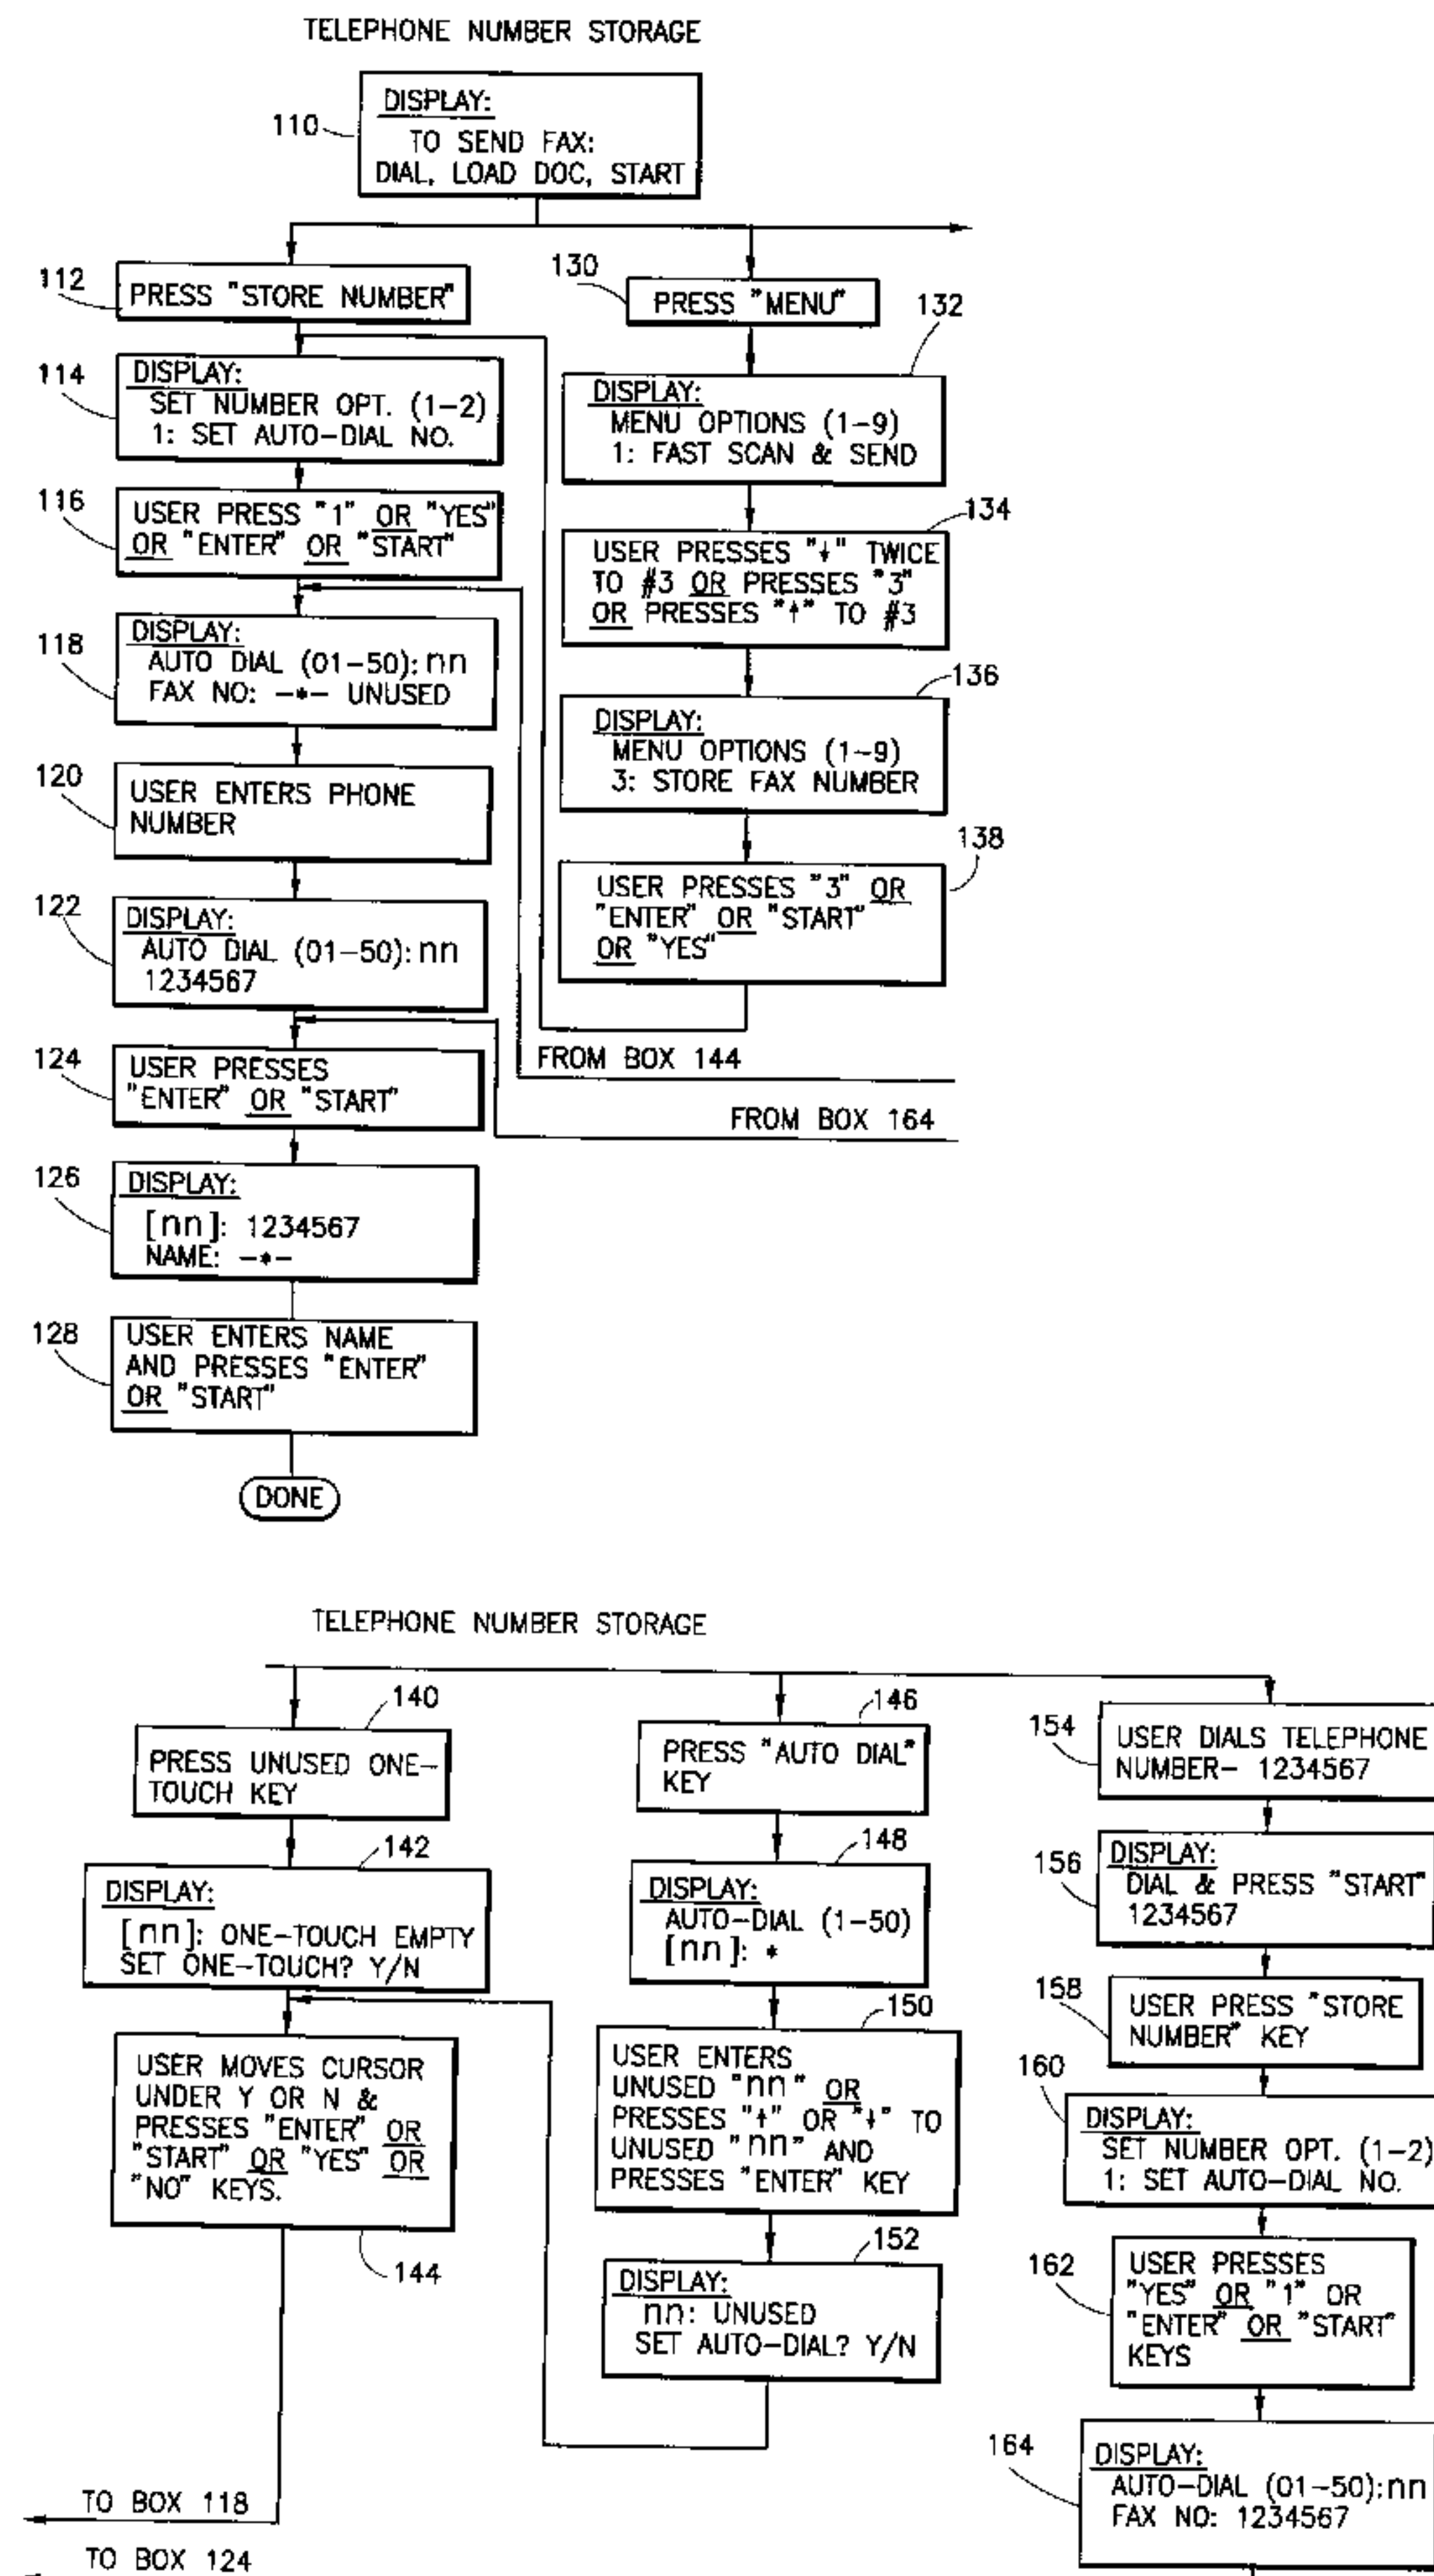 TELEPHONE NUMBER STORAGE
110
DISPLAY:
TO SEND FAX:
DIAL, LOAD DOC, START
112
PRESS "STORE NUMBER"
114
DISPLAY:
SET NUMBER OPT. (1-2)
1: SET AUTO-DIAL NO.
116
USER PRESS "1" OR "YES"
OR "ENTER" OR "START"
118
DISPLAY:
AUTO DIAL (01-50): nn
FAX NO: -*- UNUSED
120
USER ENTERS PHONE
NUMBER
122
DISPLAY:
AUTO DIAL (01-50): nn
1234567
124
USER PRESSES
"ENTER" OR "START"
126
DISPLAY:
[nn]: 1234567
NAME: -*-
128
USER ENTERS NAME
AND PRESSES "ENTER"
OR "START"
DONE
130
PRESS "MENU"
132
DISPLAY:
MENU OPTIONS (1-9)
1: FAST SCAN & SEND
134
USER PRESSES "↓" TWICE
TO #3 OR PRESSES "3"
OR PRESSES "↑" TO #3
136
DISPLAY:
MENU OPTIONS (1-9)
3: STORE FAX NUMBER
138
USER PRESSES "3" OR
"ENTER" OR "START"
OR "YES"
FROM BOX 144
FROM BOX 164
TELEPHONE NUMBER STORAGE
140
PRESS UNUSED ONE-
TOUCH KEY
142
DISPLAY:
[nn]: ONE-TOUCH EMPTY
SET ONE-TOUCH? Y/N
USER MOVES CURSOR
UNDER Y OR N &
PRESSES "ENTER" OR
"START" OR "YES" OR
"NO" KEYS.
144
TO BOX 118
TO BOX 124
146
PRESS "AUTO DIAL"
KEY
148
DISPLAY:
AUTO-DIAL (1-50)
[nn]: *
150
USER ENTERS
UNUSED "nn" OR
PRESSES "↑" OR "↓" TO
UNUSED "nn" AND
PRESSES "ENTER" KEY
152
DISPLAY:
nn: UNUSED
SET AUTO-DIAL? Y/N
154
USER DIALS TELEPHONE
NUMBER- 1234567
156
DISPLAY:
DIAL & PRESS "START"
1234567
158
USER PRESS "STORE
NUMBER" KEY
160
DISPLAY:
SET NUMBER OPT. (1-2)
1: SET AUTO-DIAL NO.
162
USER PRESSES
"YES" OR "1" OR
"ENTER" OR "START"
KEYS
164
DISPLAY:
AUTO-DIAL (01-50):nn
FAX NO: 1234567